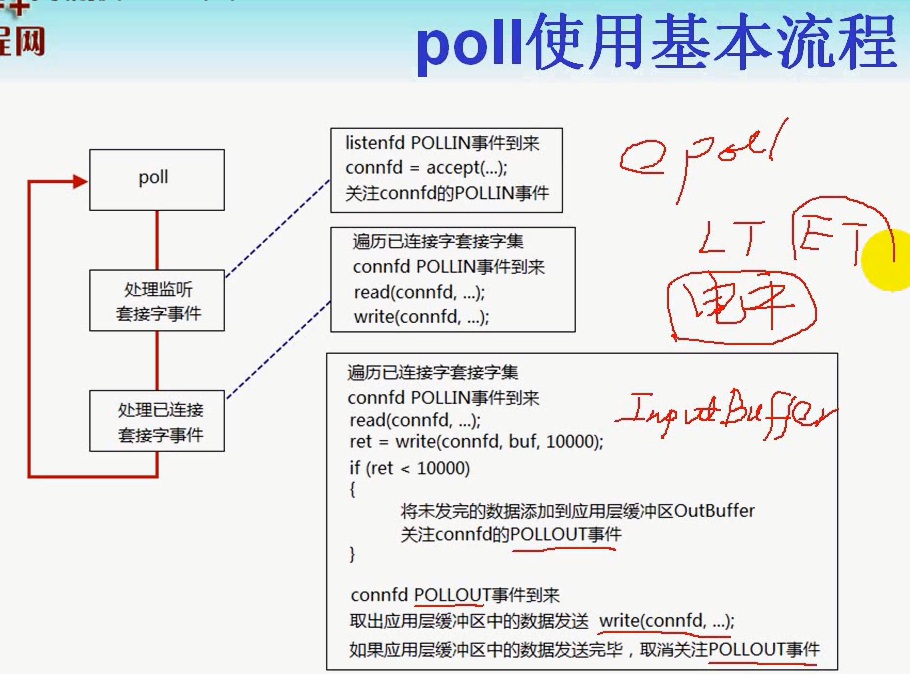 程网
poll使用基本流程
poll
处理监听
套接字事件
处理已连接
套接字事件
listenfd POLLIN事件到来
connfd = accept(...);
关注connfd的POLLIN事件
遍历已连接字套接字集
connfd POLLIN事件到来
read(connfd, ...);
write(connfd, ...);
遍历已连接字套接字集
connfd POLLIN事件到来
read(connfd, ...);
ret = write(connfd, buf, 10000);
if (ret < 10000)
{
将未发完的数据添加到应用层缓冲区OutBuffer
关注connfd的POLLOUT事件
}
connfd POLLOUT事件到来
取出应用层缓冲区中的数据发送 write(connfd, ...);
如果应用层缓冲区中的数据发送完毕，取消关注POLLOUT事件
epoll
LT ET
电平
InputBuffer